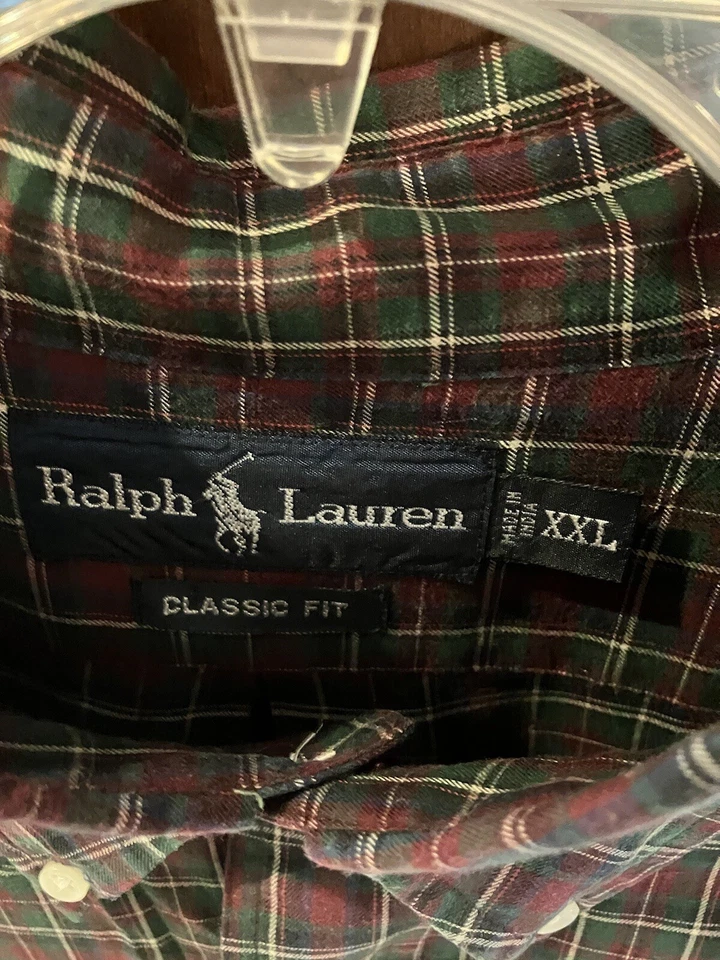 Ralph Lauren
MADE IN
INDIA
XXL
CLASSIC FIT